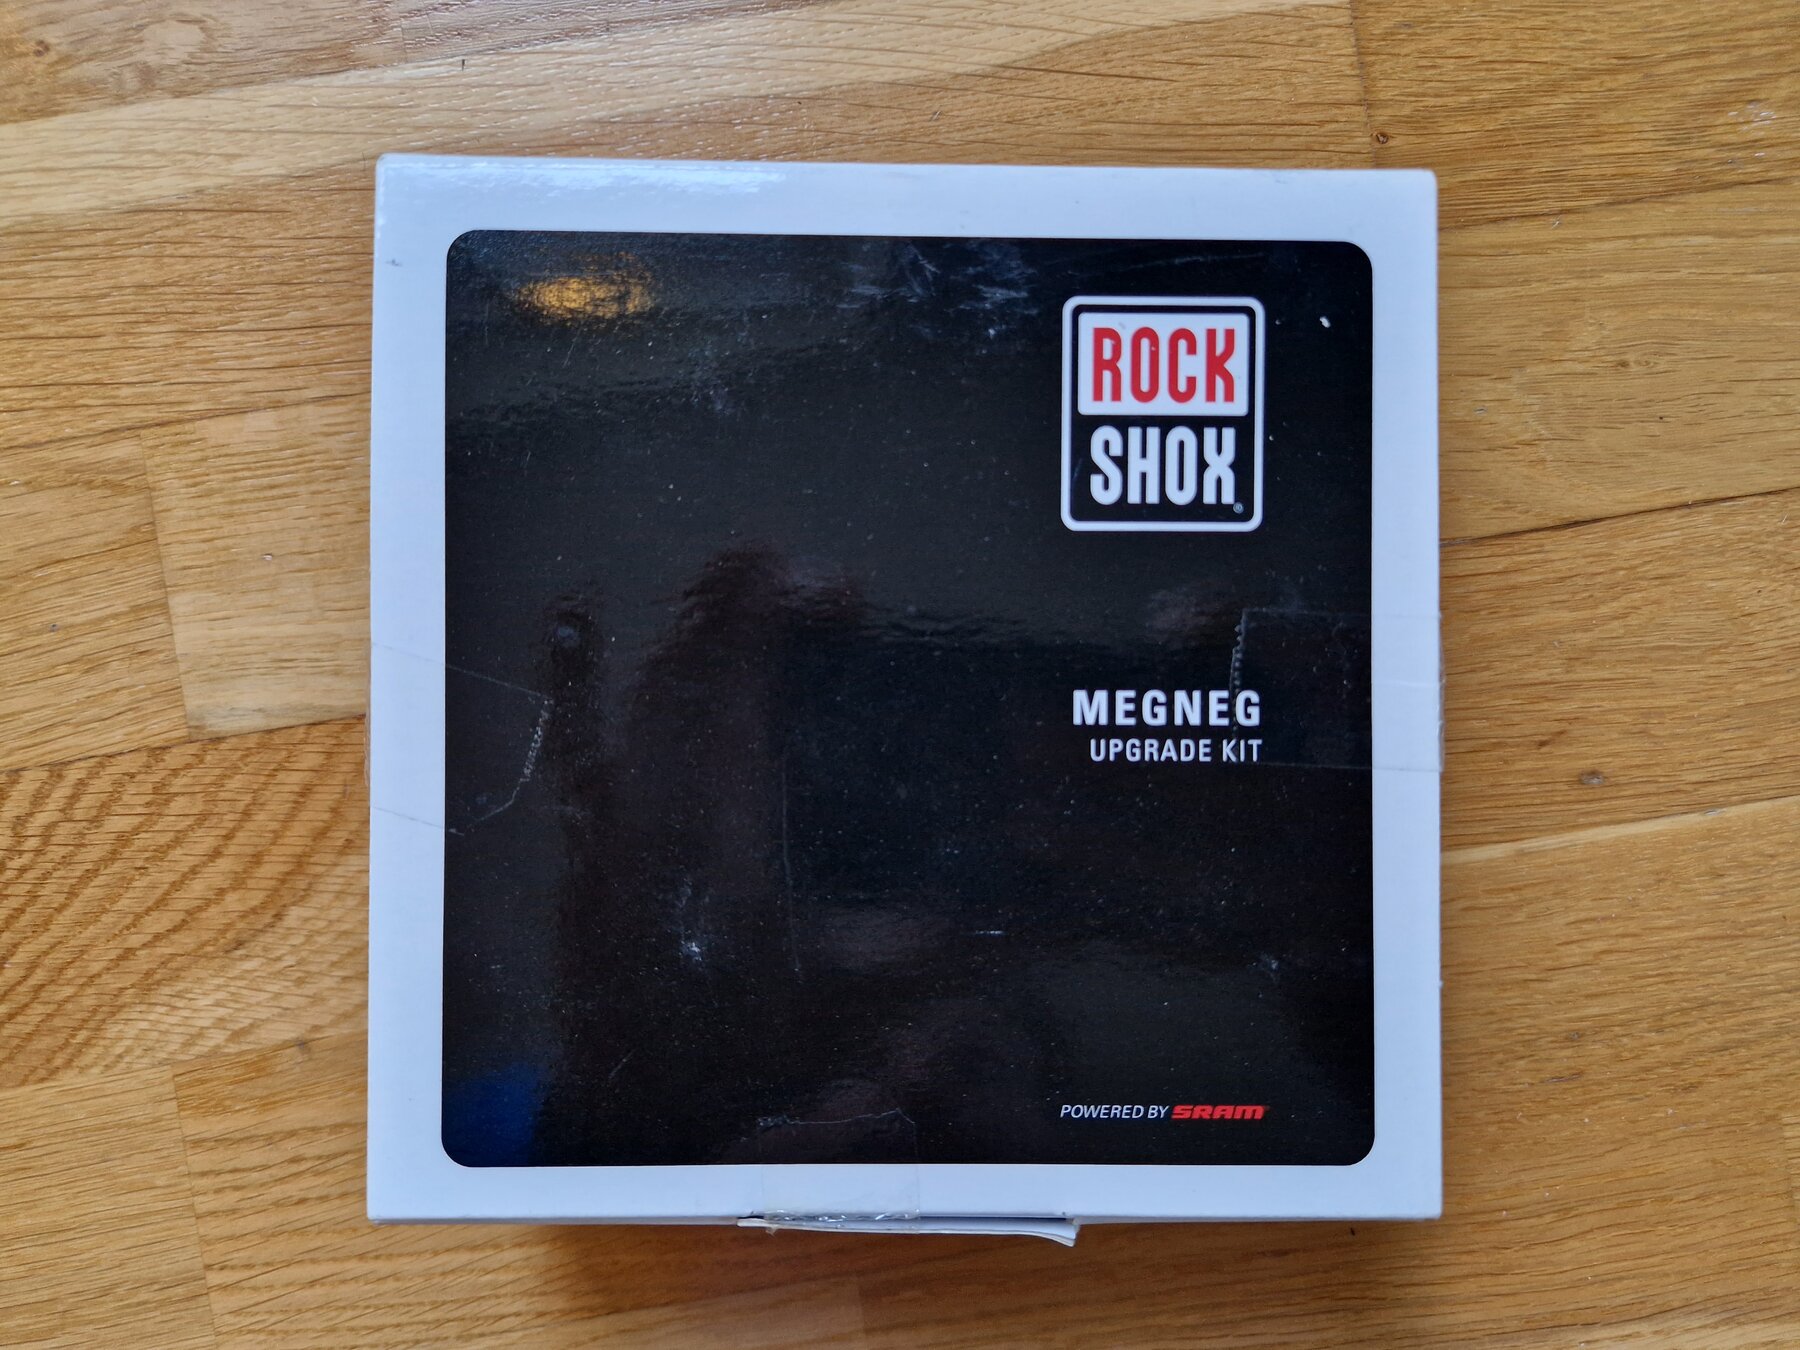 ROCK
SHOX®
MEGNEG
UPGRADE KIT
POWERED BY SRAM